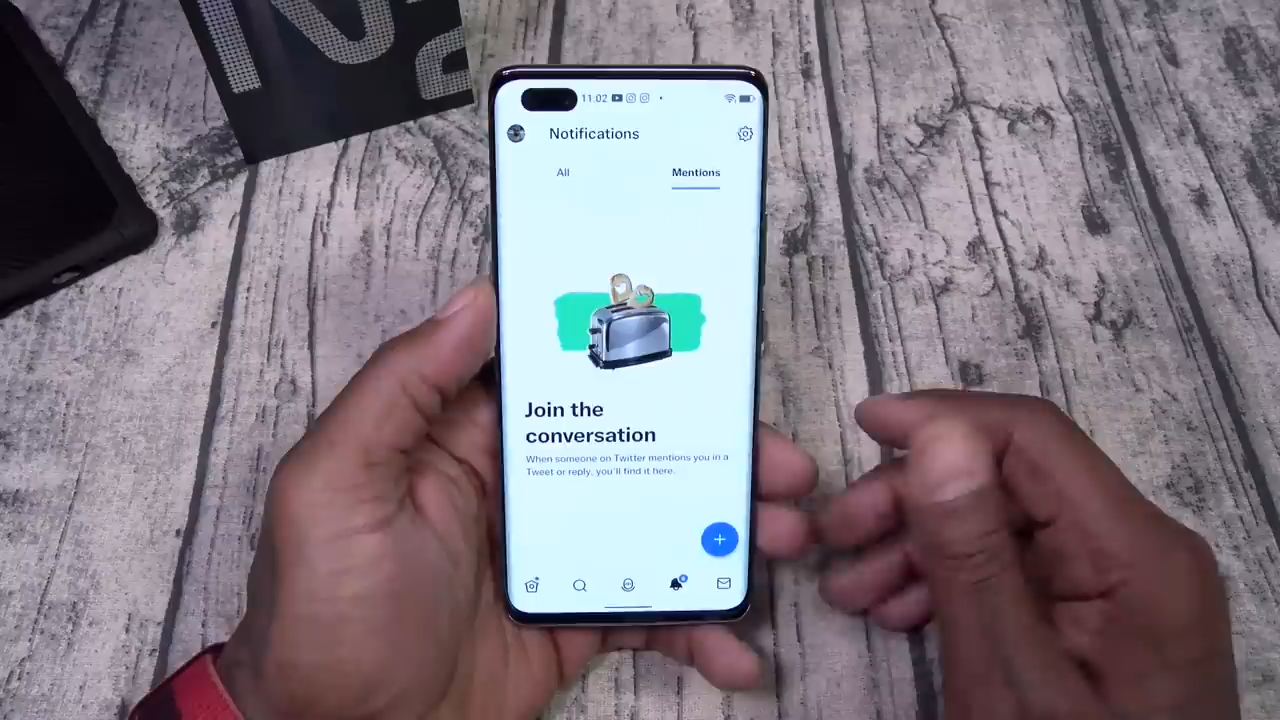 11.02
Notifications
All
Mentions
Join the
conversation
When someone on Twitter mentions you in a
Tweet or reply, you'll find it here.